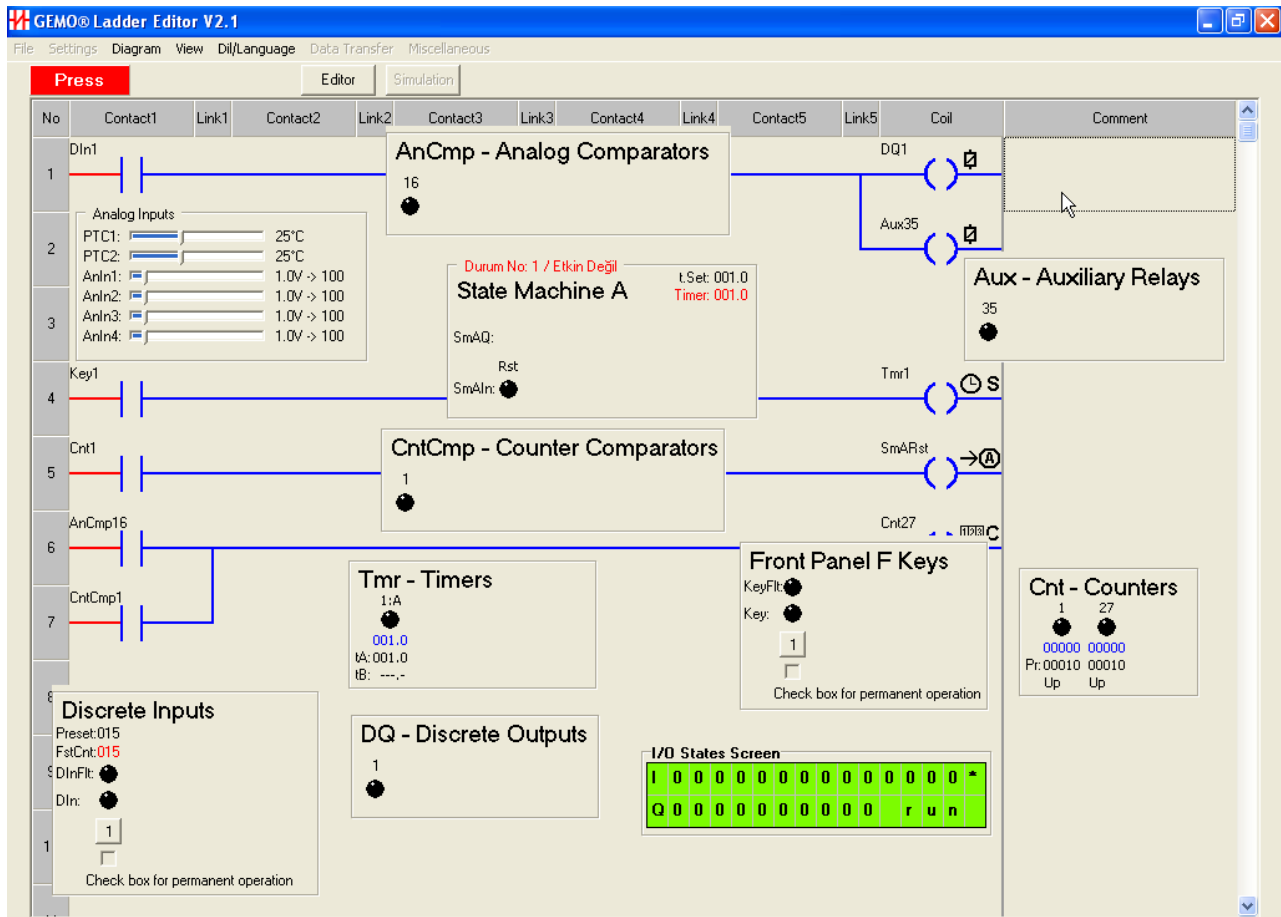 GEMO® Ladder Editor V2.1
File Settings Diagram View Dil/Language Data Transfer Miscellaneous
Press Editor Simulation
No Contact1 Link1 Contact2 Link2 Contact3 Link3 Contact4 Link4 Contact5 Link5 Coil Comment
1 DIn1 DQ1
AnCmp - Analog Comparators
16
2 Aux35
Analog Inputs
PTC1: 25°C
PTC2: 25°C
AnIn1: 1.0V -> 100
AnIn2: 1.0V -> 100
AnIn3: 1.0V -> 100
AnIn4: 1.0V -> 100
Durum No: 1 / Etkin Değil
State Machine A
t.Set: 001.0
Timer: 001.0
SmAQ:
Rst
SmAIn:
Aux - Auxiliary Relays
35
3
4 Key1 Tmr1 S
5 Cnt1 SmARst A
CntCmp - Counter Comparators
1
6 AnCmp16 Cnt27 C
7 CntCmp1
Tmr - Timers
1:A
001.0
tA: 001.0
tB: ---.-
Front Panel F Keys
KeyFlt:
Key:
1
Check box for permanent operation
Cnt - Counters
1 27
00000 00000
Pr: 00010 00010
Up Up
8
Discrete Inputs
Preset:015
FstCnt:015
DInFlt:
DIn:
1
Check box for permanent operation
DQ - Discrete Outputs
1
I/O States Screen
I 0 0 0 0 0 0 0 0 0 0 0 0 0 0 *
Q 0 0 0 0 0 0 0 0 0 0 r u n
9
1